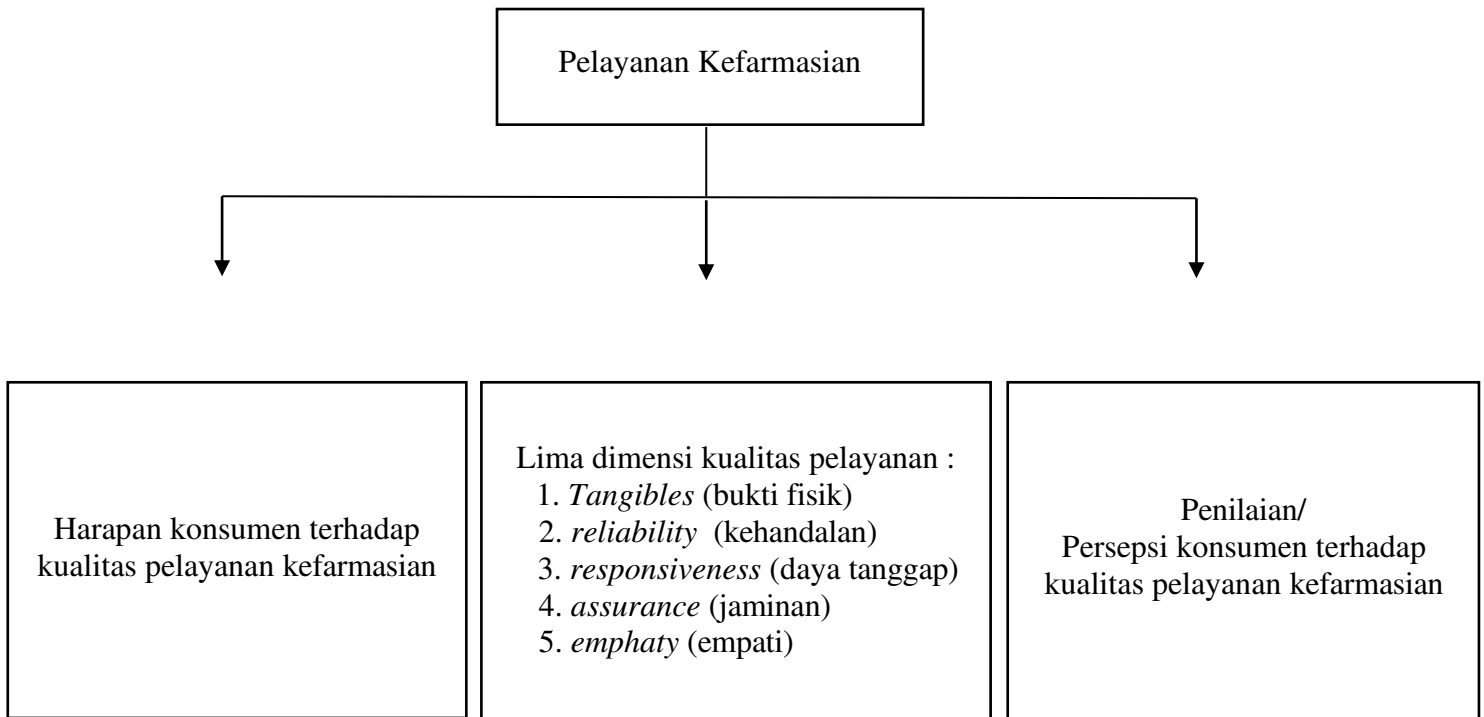 Pelayanan Kefarmasian
Harapan konsumen terhadap
kualitas pelayanan kefarmasian
Lima dimensi kualitas pelayanan :
1. Tangibles (bukti fisik)
2. reliability (kehandalan)
3. responsiveness (daya tanggap)
4. assurance (jaminan)
5. emphaty (empati)
Penilaian/
Persepsi konsumen terhadap
kualitas pelayanan kefarmasian